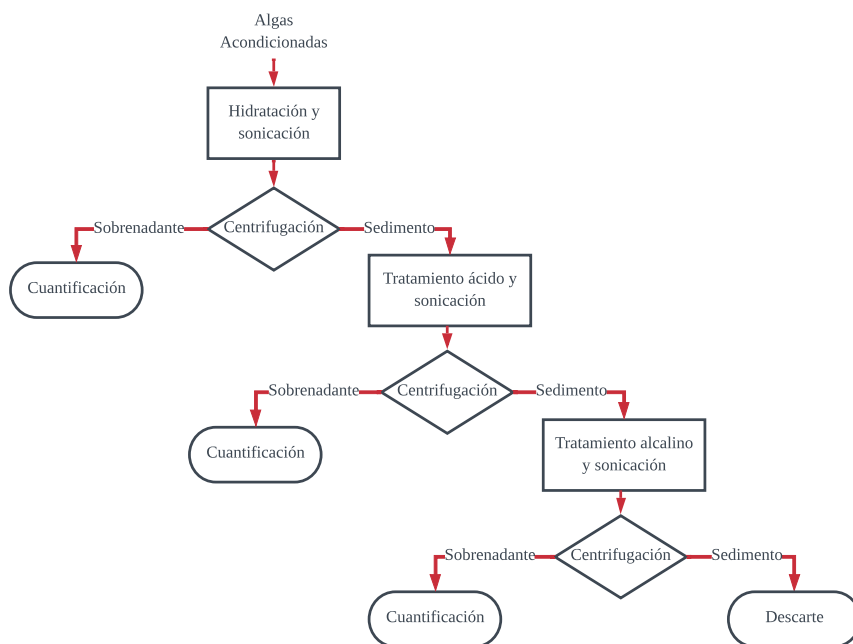 Algas
Acondicionadas
Hidratación y
sonicación
Sobrenadante
Centrifugación
Sedimento
Cuantificación
Tratamiento ácido y
sonicación
Sobrenadante
Centrifugación
Sedimento
Cuantificación
Tratamiento alcalino
y sonicación
Sobrenadante
Centrifugación
Sedimento
Cuantificación
Descarte